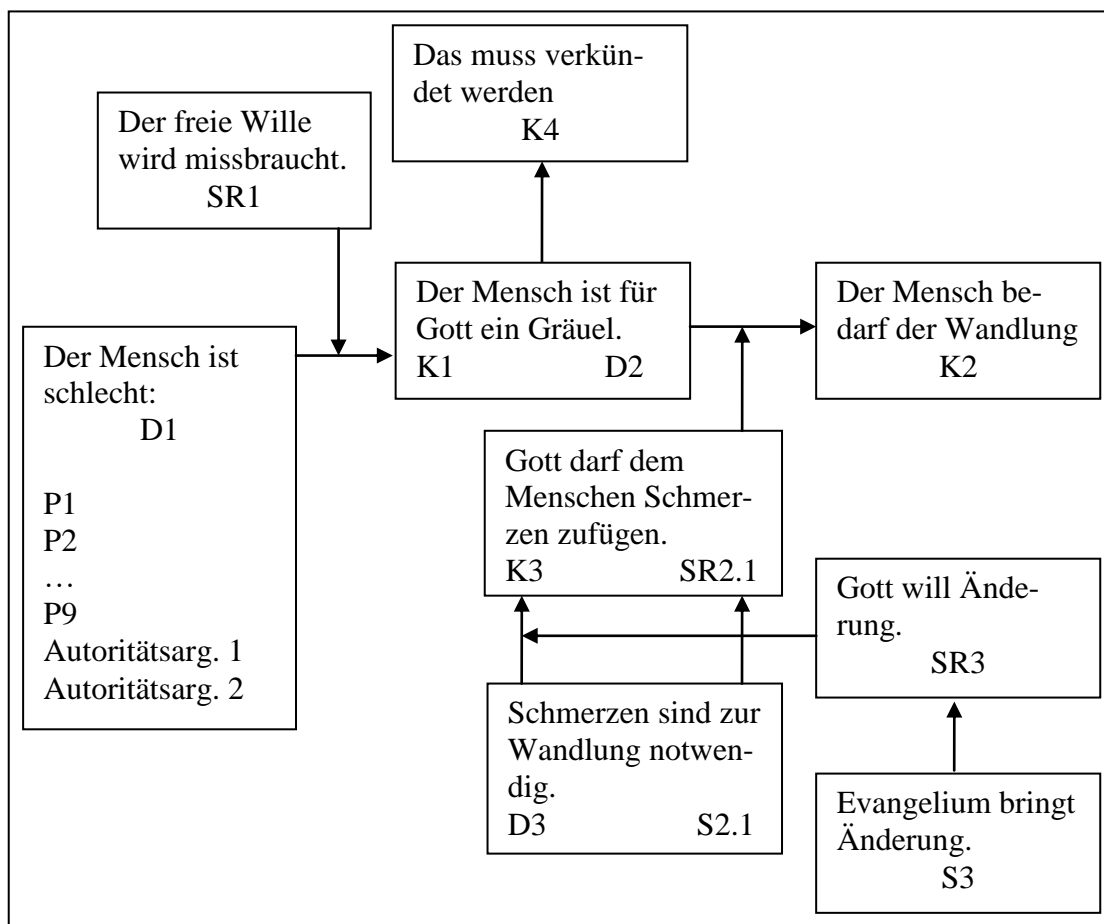 Das muss verkün-
det werden
K4
Der freie Wille
wird missbraucht.
SR1
Der Mensch ist für
Gott ein Gräuel.
K1 D2
Der Mensch be-
darf der Wandlung
K2
Der Mensch ist
schlecht:
D1
P1
P2
…
P9
Autoritätsarg. 1
Autoritätsarg. 2
Gott darf dem
Menschen Schmer-
zen zufügen.
K3 SR2.1
Gott will Ände-
rung.
SR3
Schmerzen sind zur
Wandlung notwen-
dig.
D3 S2.1
Evangelium bringt
Änderung.
S3